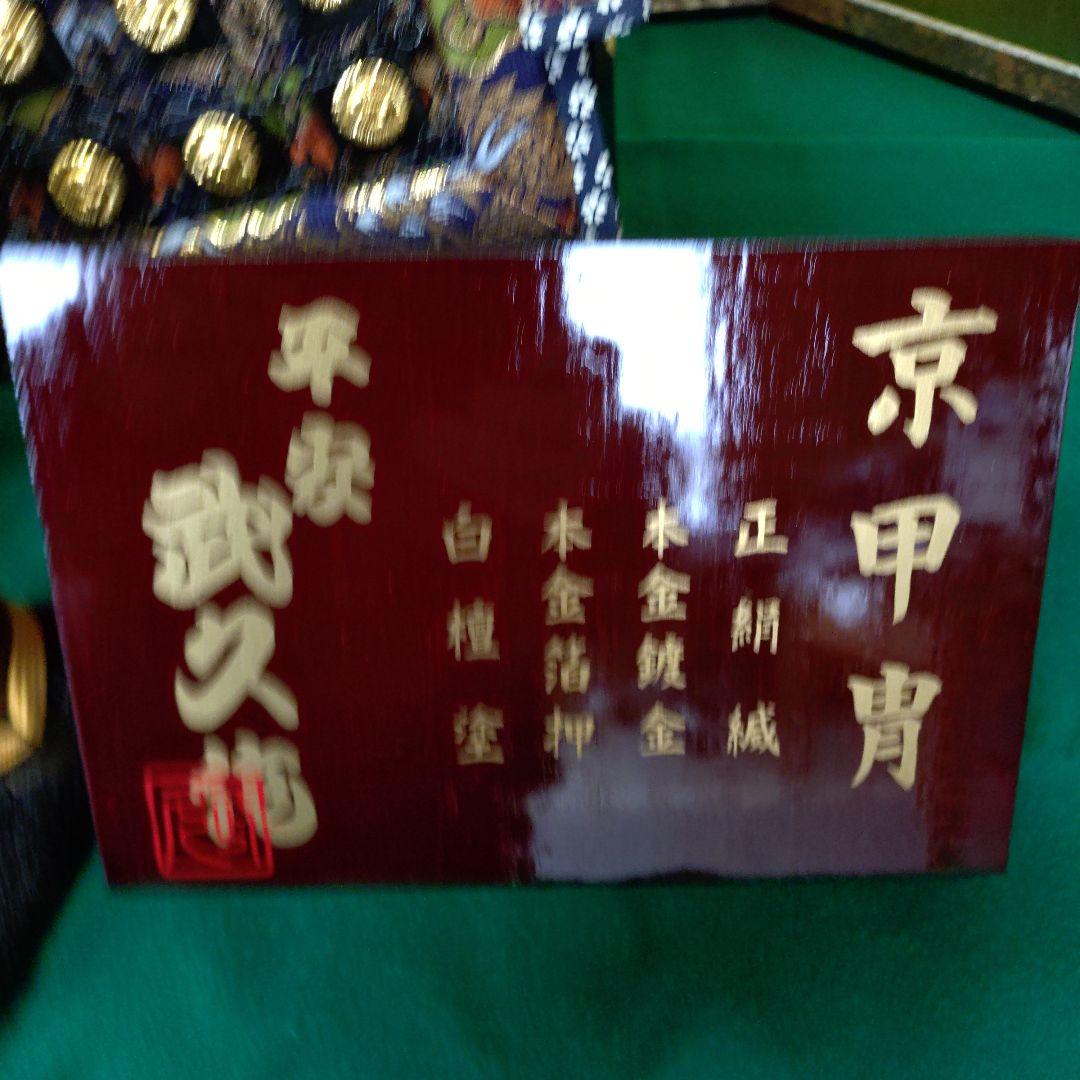 京甲冑
正絹縅
本金鍍金
本金箔押
白檀塗
平安
武久作